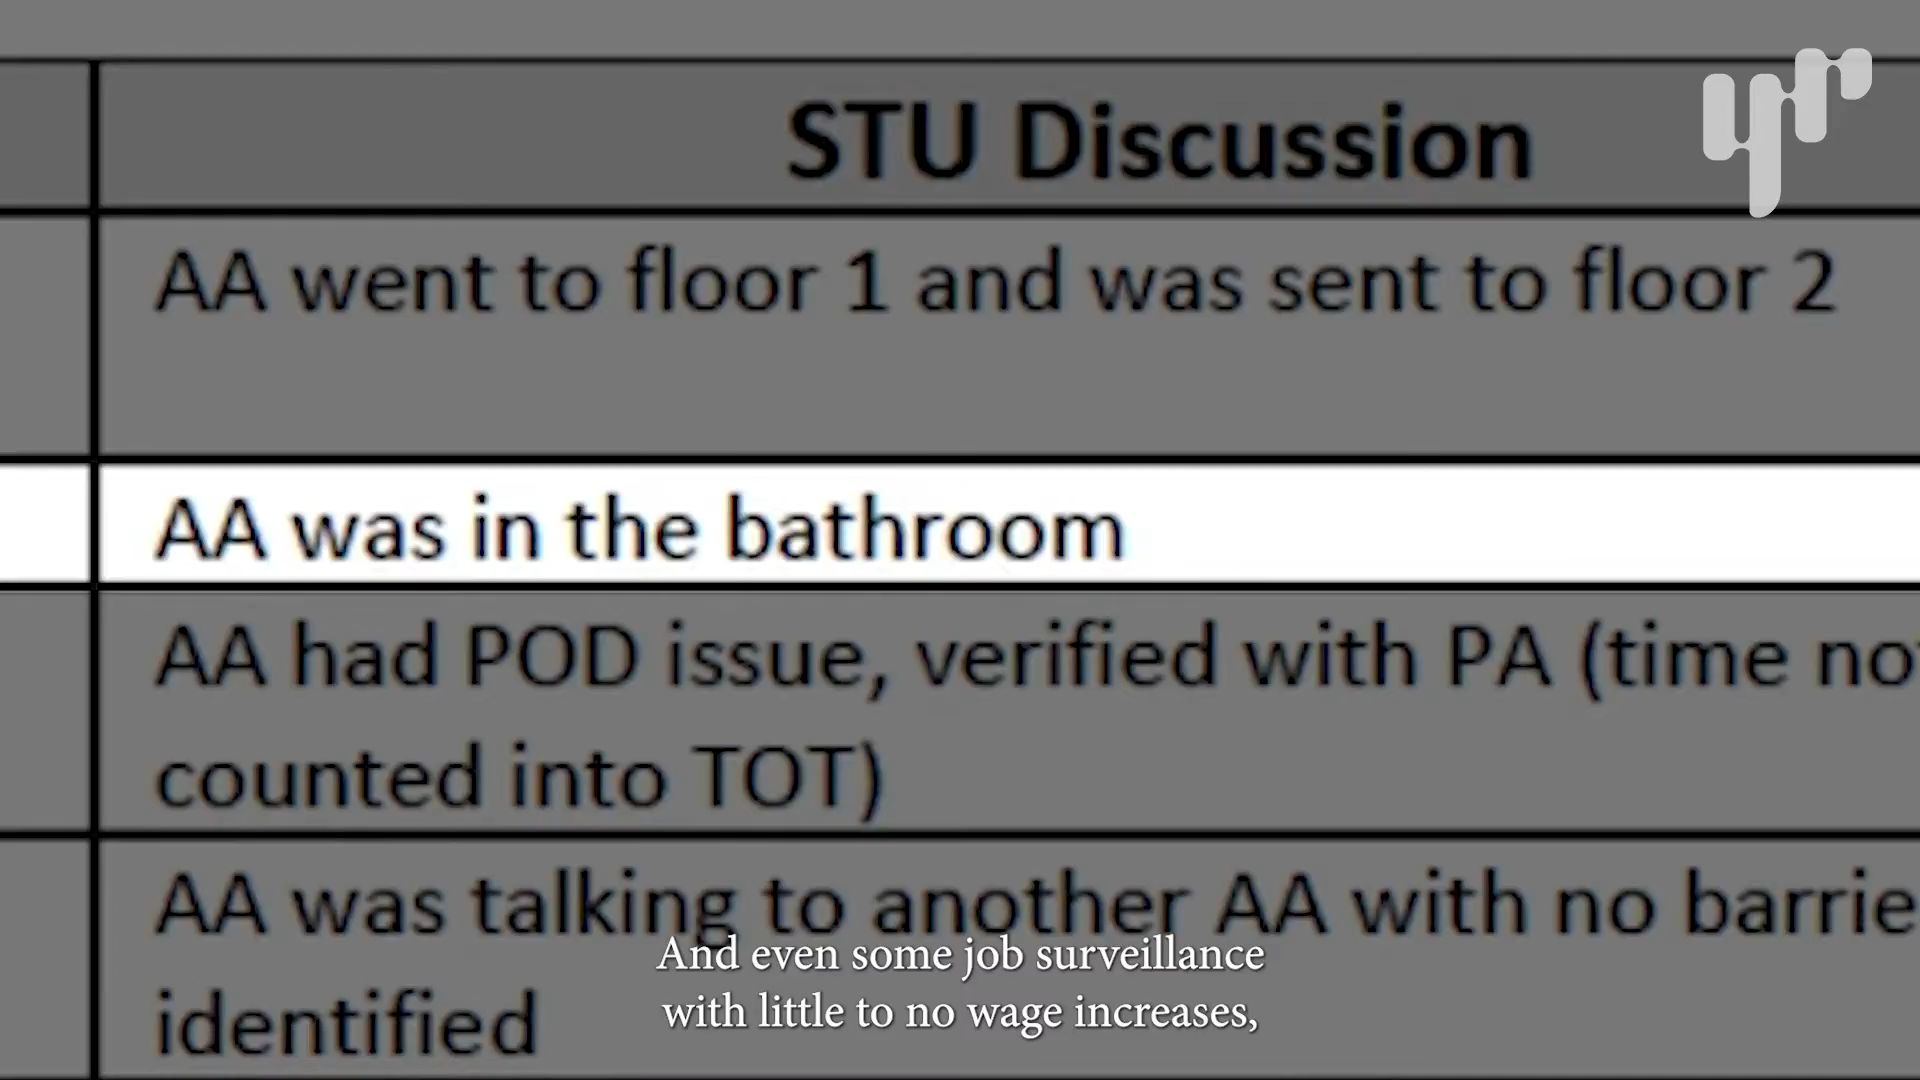 STU Discussion
AA went to floor 1 and was sent to floor 2
AA was in the bathroom
AA had POD issue, verified with PA (time
counted into TOT)
AA was talking to another AA with no
identified
And even some job surveillance
with little to no wage increases,